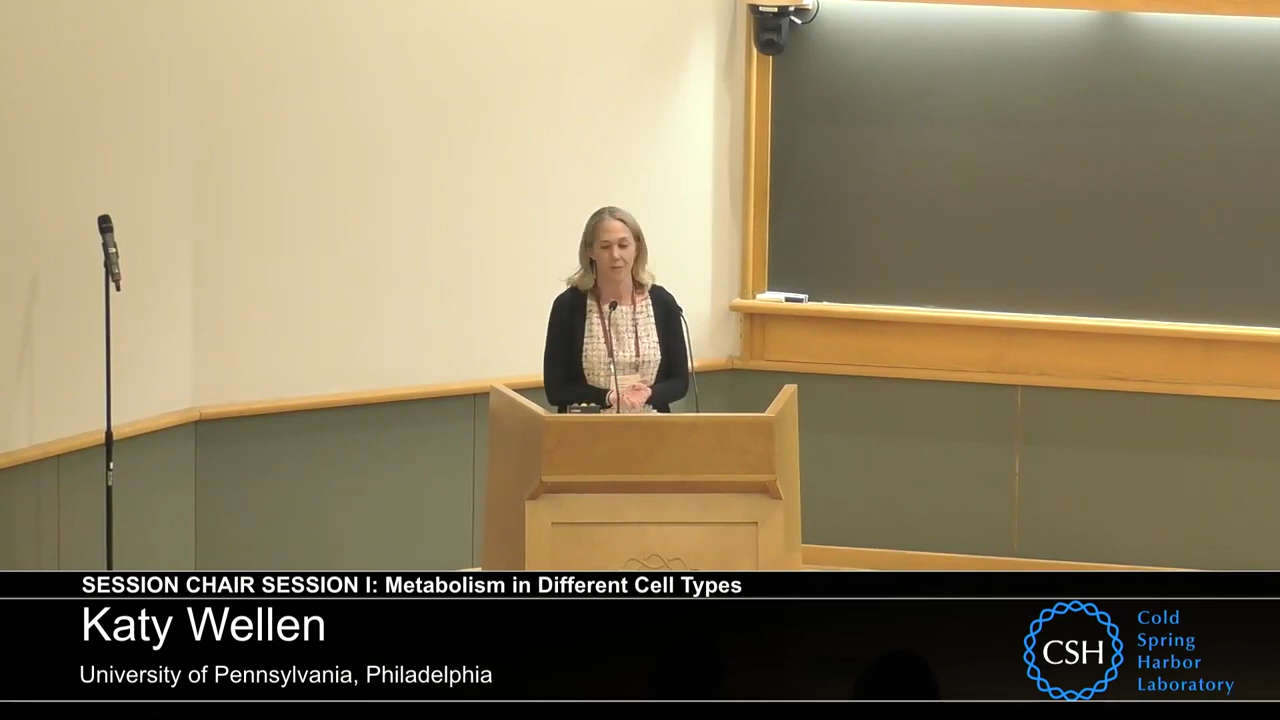 SESSION CHAIR SESSION I: Metabolism in Different Cell Types
Katy Wellen
University of Pennsylvania, Philadelphia
CSH
Cold
Spring
Harbor
Laboratory